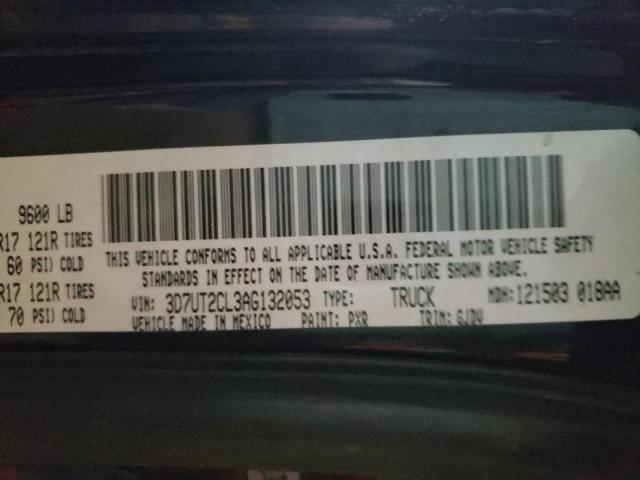 9600 LB
R17 121R TIRES
60 PSI) COLD
R17 121R TIRES
70 PSI) COLD
THIS VEHICLE CONFORMS TO ALL APPLICABLE U.S.A. FEDERAL MOTOR VEHICLE SAFETY
STANDARDS IN EFFECT ON THE DATE OF MANUFACTURE SHOWN ABOVE.
VIN: 3D7UT2CL3AG132053 TYPE: TRUCK MDH: 121503 018AA
VEHICLE MADE IN MEXICO PAINT: PXR TRIM: GJDV